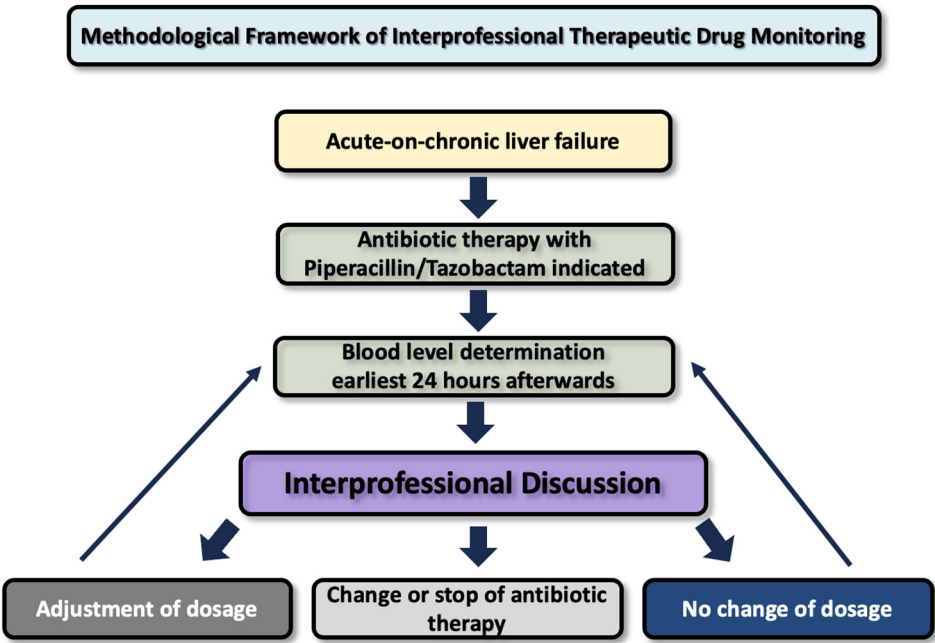 Methodological Framework of Interprofessional Therapeutic Drug Monitoring
Acute-on-chronic liver failure
Antibiotic therapy with
Piperacillin/Tazobactam indicated
Blood level determination
earliest 24 hours afterwards
Interprofessional Discussion
Adjustment of dosage
Change or stop of antibiotic
therapy
No change of dosage